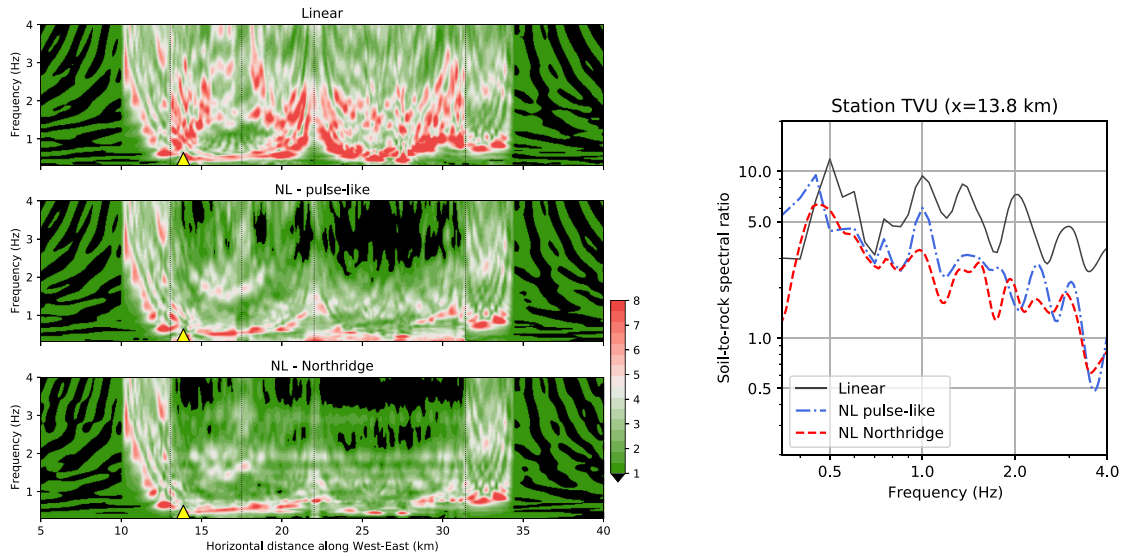 Linear
Frequency (Hz)
4
3
2
1
NL - pulse-like
Frequency (Hz)
4
3
2
1
NL - Northridge
Frequency (Hz)
4
3
2
1
5 10 15 20 25 30 35 40
Horizontal distance along West-East (km)
8
7
6
5
4
3
2
1
Station TVU (x=13.8 km)
Soil-to-rock spectral ratio
10.0
5.0
1.0
0.5
Linear
NL pulse-like
NL Northridge
0.5 1.0 2.0 4.0
Frequency (Hz)